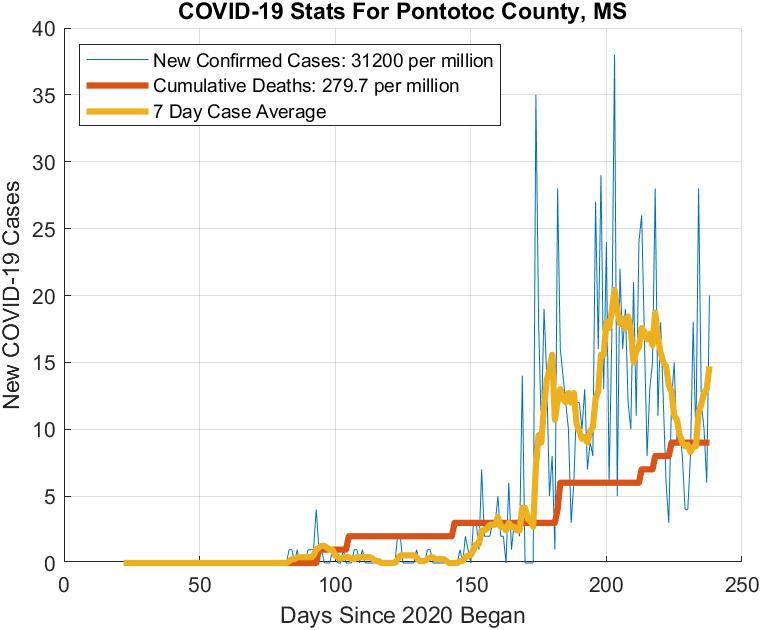 COVID-19 Stats For Pontotoc County, MS
New Confirmed Cases: 31200 per million
Cumulative Deaths: 279.7 per million
7 Day Case Average
New COVID-19 Cases
40
35
30
25
20
15
10
5
0
0 50 100 150 200 250
Days Since 2020 Began